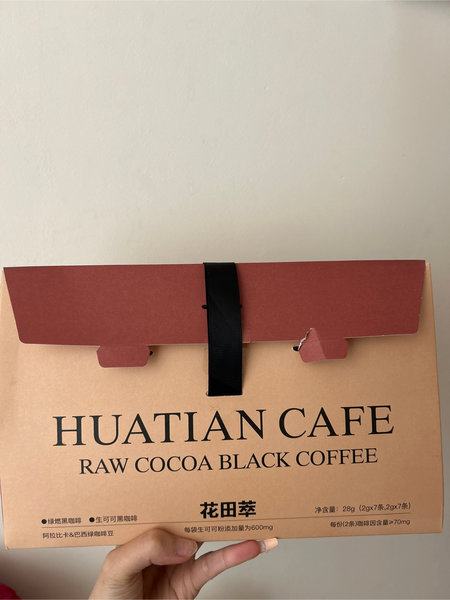 HUATIAN CAFE
RAW COCOA BLACK COFFEE
花田萃
净含量：28g（2gx7条,2gx7条）
●绿燃黑咖啡 ●生可可黑咖啡
阿拉比卡&巴西绿咖啡豆
每袋生可可粉添加量为600mg
每份(2条)咖啡因含量≥70mg